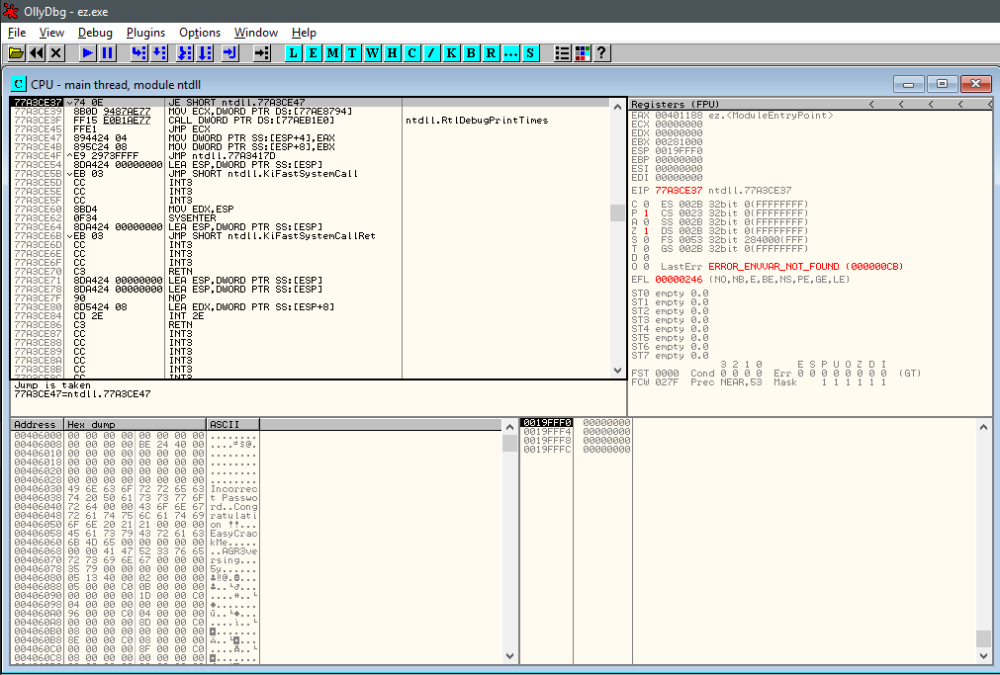 OllyDbg - ez.exe
File View Debug Plugins Options Window Help
L E M T W H C / K B R ... S ?
C CPU - main thread, module ntdll
77A3CE37 74 0E JE SHORT ntdll.77A3CE47
77A3CE39 8B0D 9487AE77 MOV ECX,DWORD PTR DS:[77AE8794]
77A3CE3F FF15 E0B1AE77 CALL DWORD PTR DS:[77AEB1E0] ntdll.RtlDebugPrintTimes
77A3CE45 FFE1 JMP ECX
77A3CE47 894424 04 MOV DWORD PTR SS:[ESP+4],EAX
77A3CE4B 895C24 08 MOV DWORD PTR SS:[ESP+8],EBX
77A3CE4F ^E9 2973FFFF JMP ntdll.77A3417D
77A3CE54 8DA424 00000000 LEA ESP,DWORD PTR SS:[ESP]
77A3CE5B EB 03 JMP SHORT ntdll.KiFastSystemCall
77A3CE5D CC INT3
77A3CE5E CC INT3
77A3CE5F CC INT3
77A3CE60 8BD4 MOV EDX,ESP
77A3CE62 0F34 SYSENTER
77A3CE64 8DA424 00000000 LEA ESP,DWORD PTR SS:[ESP]
77A3CE6B EB 03 JMP SHORT ntdll.KiFastSystemCallRet
77A3CE6D CC INT3
77A3CE6E CC INT3
77A3CE6F CC INT3
77A3CE70 C3 RETN
77A3CE71 8DA424 00000000 LEA ESP,DWORD PTR SS:[ESP]
77A3CE78 8DA424 00000000 LEA ESP,DWORD PTR SS:[ESP]
77A3CE7F 90 NOP
77A3CE80 8D5424 08 LEA EDX,DWORD PTR SS:[ESP+8]
77A3CE84 CD 2E INT 2E
77A3CE86 C3 RETN
77A3CE87 CC INT3
77A3CE88 CC INT3
77A3CE89 CC INT3
77A3CE8A CC INT3
77A3CE8B CC INT3
77A3CE8C CC INT3
Jump is taken
77A3CE47=ntdll.77A3CE47
Registers (FPU) < < < < <
EAX 00401188 ez.<ModuleEntryPoint>
ECX 00000000
EDX 00000000
EBX 00281000
ESP 0019FFF0
EBP 00000000
ESI 00000000
EDI 00000000
EIP 77A3CE37 ntdll.77A3CE37
C 0 ES 002B 32bit 0(FFFFFFFF)
P 1 CS 0023 32bit 0(FFFFFFFF)
A 0 SS 002B 32bit 0(FFFFFFFF)
Z 1 DS 002B 32bit 0(FFFFFFFF)
S 0 FS 0053 32bit 284000(FFF)
T 0 GS 002B 32bit 0(FFFFFFFF)
D 0
O 0 LastErr ERROR_ENVVAR_NOT_FOUND (000000CB)
EFL 00000246 (NO,NB,E,BE,NS,PE,GE,LE)
ST0 empty 0.0
ST1 empty 0.0
ST2 empty 0.0
ST3 empty 0.0
ST4 empty 0.0
ST5 empty 0.0
ST6 empty 0.0
ST7 empty 0.0
3 2 1 0 E S P U O Z D I
FST 0000 Cond 0 0 0 0 Err 0 0 0 0 0 0 0 0 (GT)
FCW 027F Prec NEAR,53 Mask 1 1 1 1 1 1
Address Hex dump ASCII
00406000 00 00 00 00 00 00 00 00 ........
00406008 00 00 00 00 BE 24 40 00 ....╛$@.
00406010 00 00 00 00 00 00 00 00 ........
00406018 00 00 00 00 00 00 00 00 ........
00406020 00 00 00 00 00 00 00 00 ........
00406028 00 00 00 00 00 00 00 00 ........
00406030 49 6E 63 6F 72 72 65 63 Incorrec
00406038 74 20 50 61 73 73 77 6F t Passwo
00406040 72 64 00 00 43 6F 6E 67 rd..Cong
00406048 72 61 74 75 6C 61 74 69 ratulati
00406050 6F 6E 20 21 21 00 00 00 on !!...
00406058 45 61 73 79 43 72 61 63 EasyCrac
00406060 6B 4D 65 00 00 00 00 00 kMe.....
00406068 00 00 41 47 52 33 76 65 ..AGR3ve
00406070 72 73 69 6E 67 00 00 00 rsing...
00406078 35 79 00 00 00 00 00 00 5y......
00406080 05 13 40 00 02 00 00 00
00406088 05 00 00 C0 0B 00 00 00
00406090 00 00 00 00 1D 00 00 C0
00406098 04 00 00 00 00 00 00 00
004060A0 96 00 00 C0 04 00 00 00
004060A8 00 00 00 00 8D 00 00 C0
004060B0 08 00 00 00 00 00 00 00
004060B8 8E 00 00 C0 08 00 00 00
004060C0 00 00 00 00 8F 00 00 C0
004060C8 08 00 00 00 00 00 00 00
0019FFF0 00000000
0019FFF4 00000000
0019FFF8 00000000
0019FFFC 00000000